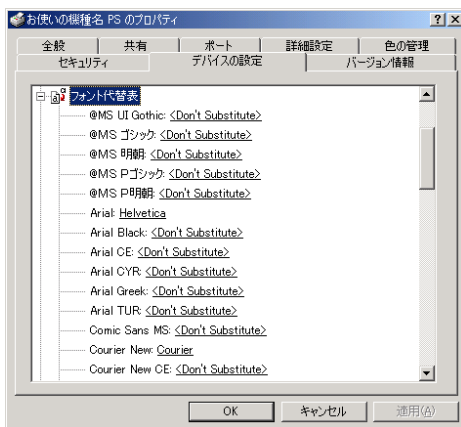 お使いの機種名 PS のプロパティ
全般 共有 ポート 詳細設定 色の管理
セキュリティ デバイスの設定 バージョン情報
フォント代替表
@MS UI Gothic: <Don't Substitute>
@MS ゴシック: <Don't Substitute>
@MS 明朝: <Don't Substitute>
@MS Pゴシック: <Don't Substitute>
@MS P明朝: <Don't Substitute>
Arial: Helvetica
Arial Black: <Don't Substitute>
Arial CE: <Don't Substitute>
Arial CYR: <Don't Substitute>
Arial Greek: <Don't Substitute>
Arial TUR: <Don't Substitute>
Comic Sans MS: <Don't Substitute>
Courier New: Courier
Courier New CE: <Don't Substitute>
OK キャンセル 適用(A)